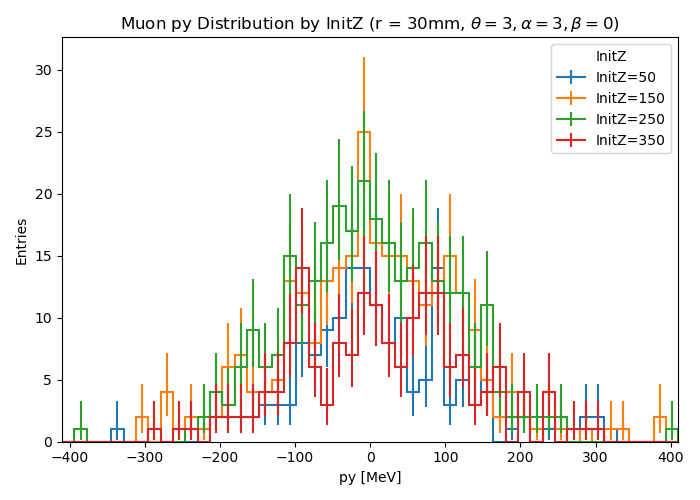 Muon py Distribution by InitZ (r = 30mm, θ = 3, α = 3, β = 0)
InitZ
InitZ=50
InitZ=150
InitZ=250
InitZ=350
Entries
30
25
20
15
10
5
0
−400 −300 −200 −100 0 100 200 300 400
py [MeV]